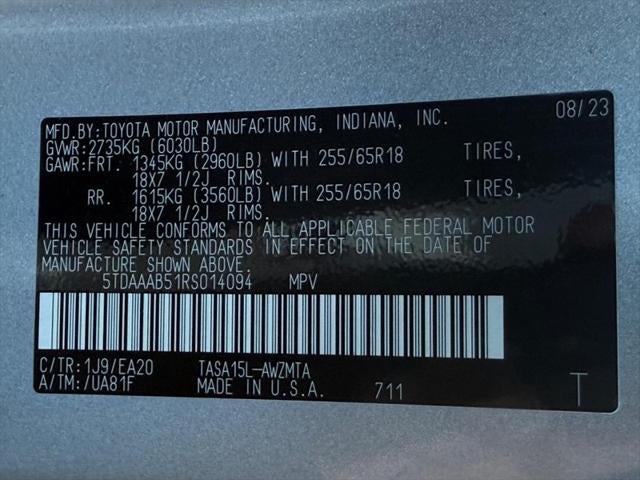 MFD.BY:TOYOTA MOTOR MANUFACTURING, INDIANA, INC. 08/23
GVWR:2735KG (6030LB)
GAWR:FRT. 1345KG (2960LB) WITH 255/65R18 TIRES,
18X7 1/2J RIMS.
RR. 1615KG (3560LB) WITH 255/65R18 TIRES,
18X7 1/2J RIMS.
THIS VEHICLE CONFORMS TO ALL APPLICABLE FEDERAL MOTOR
VEHICLE SAFETY STANDARDS IN EFFECT ON THE DATE OF
MANUFACTURE SHOWN ABOVE.
5TDAAAB51RS014094 MPV
C/TR:1J9/EA20 TASA15L-AWZMTA
A/TM:/UA81F MADE IN U.S.A. 711 T